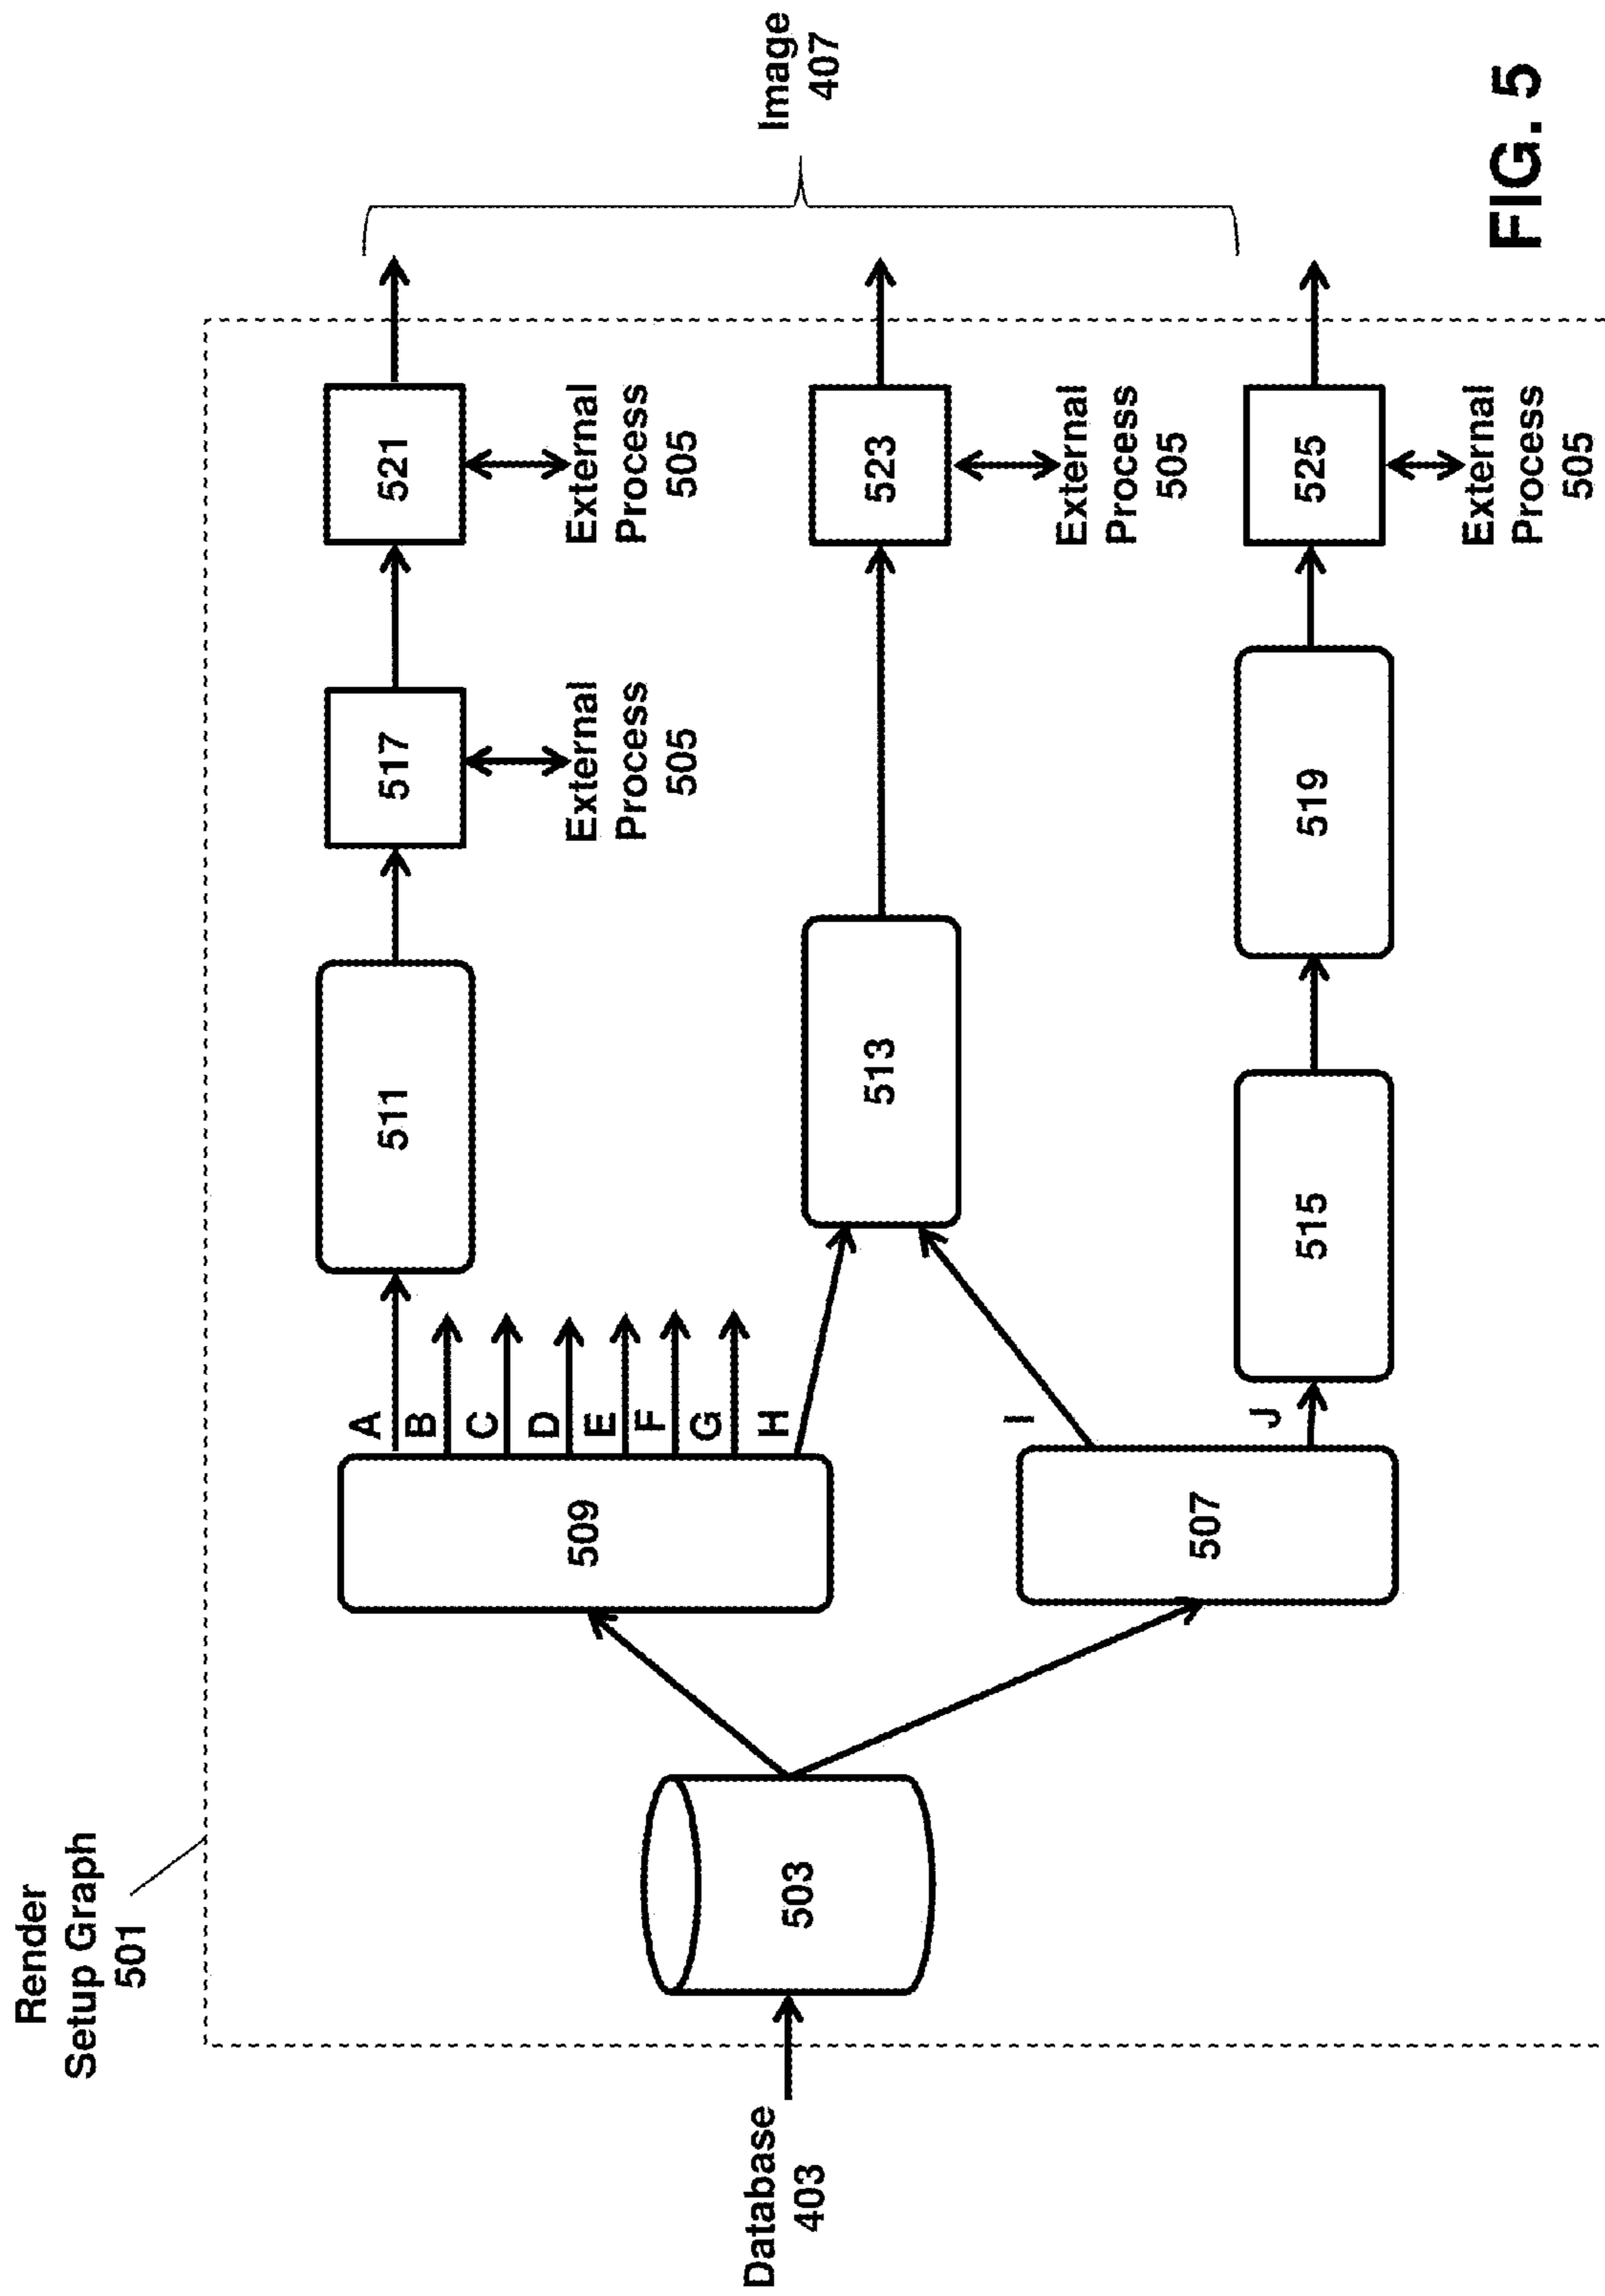 Render
Setup Graph
501
Database
403
503
509
507
A
B
C
D
E
F
G
H
I
J
511
513
515
517
External
Process
505
519
521
External
Process
505
523
External
Process
505
525
External
Process
505
Image
407
FIG. 5